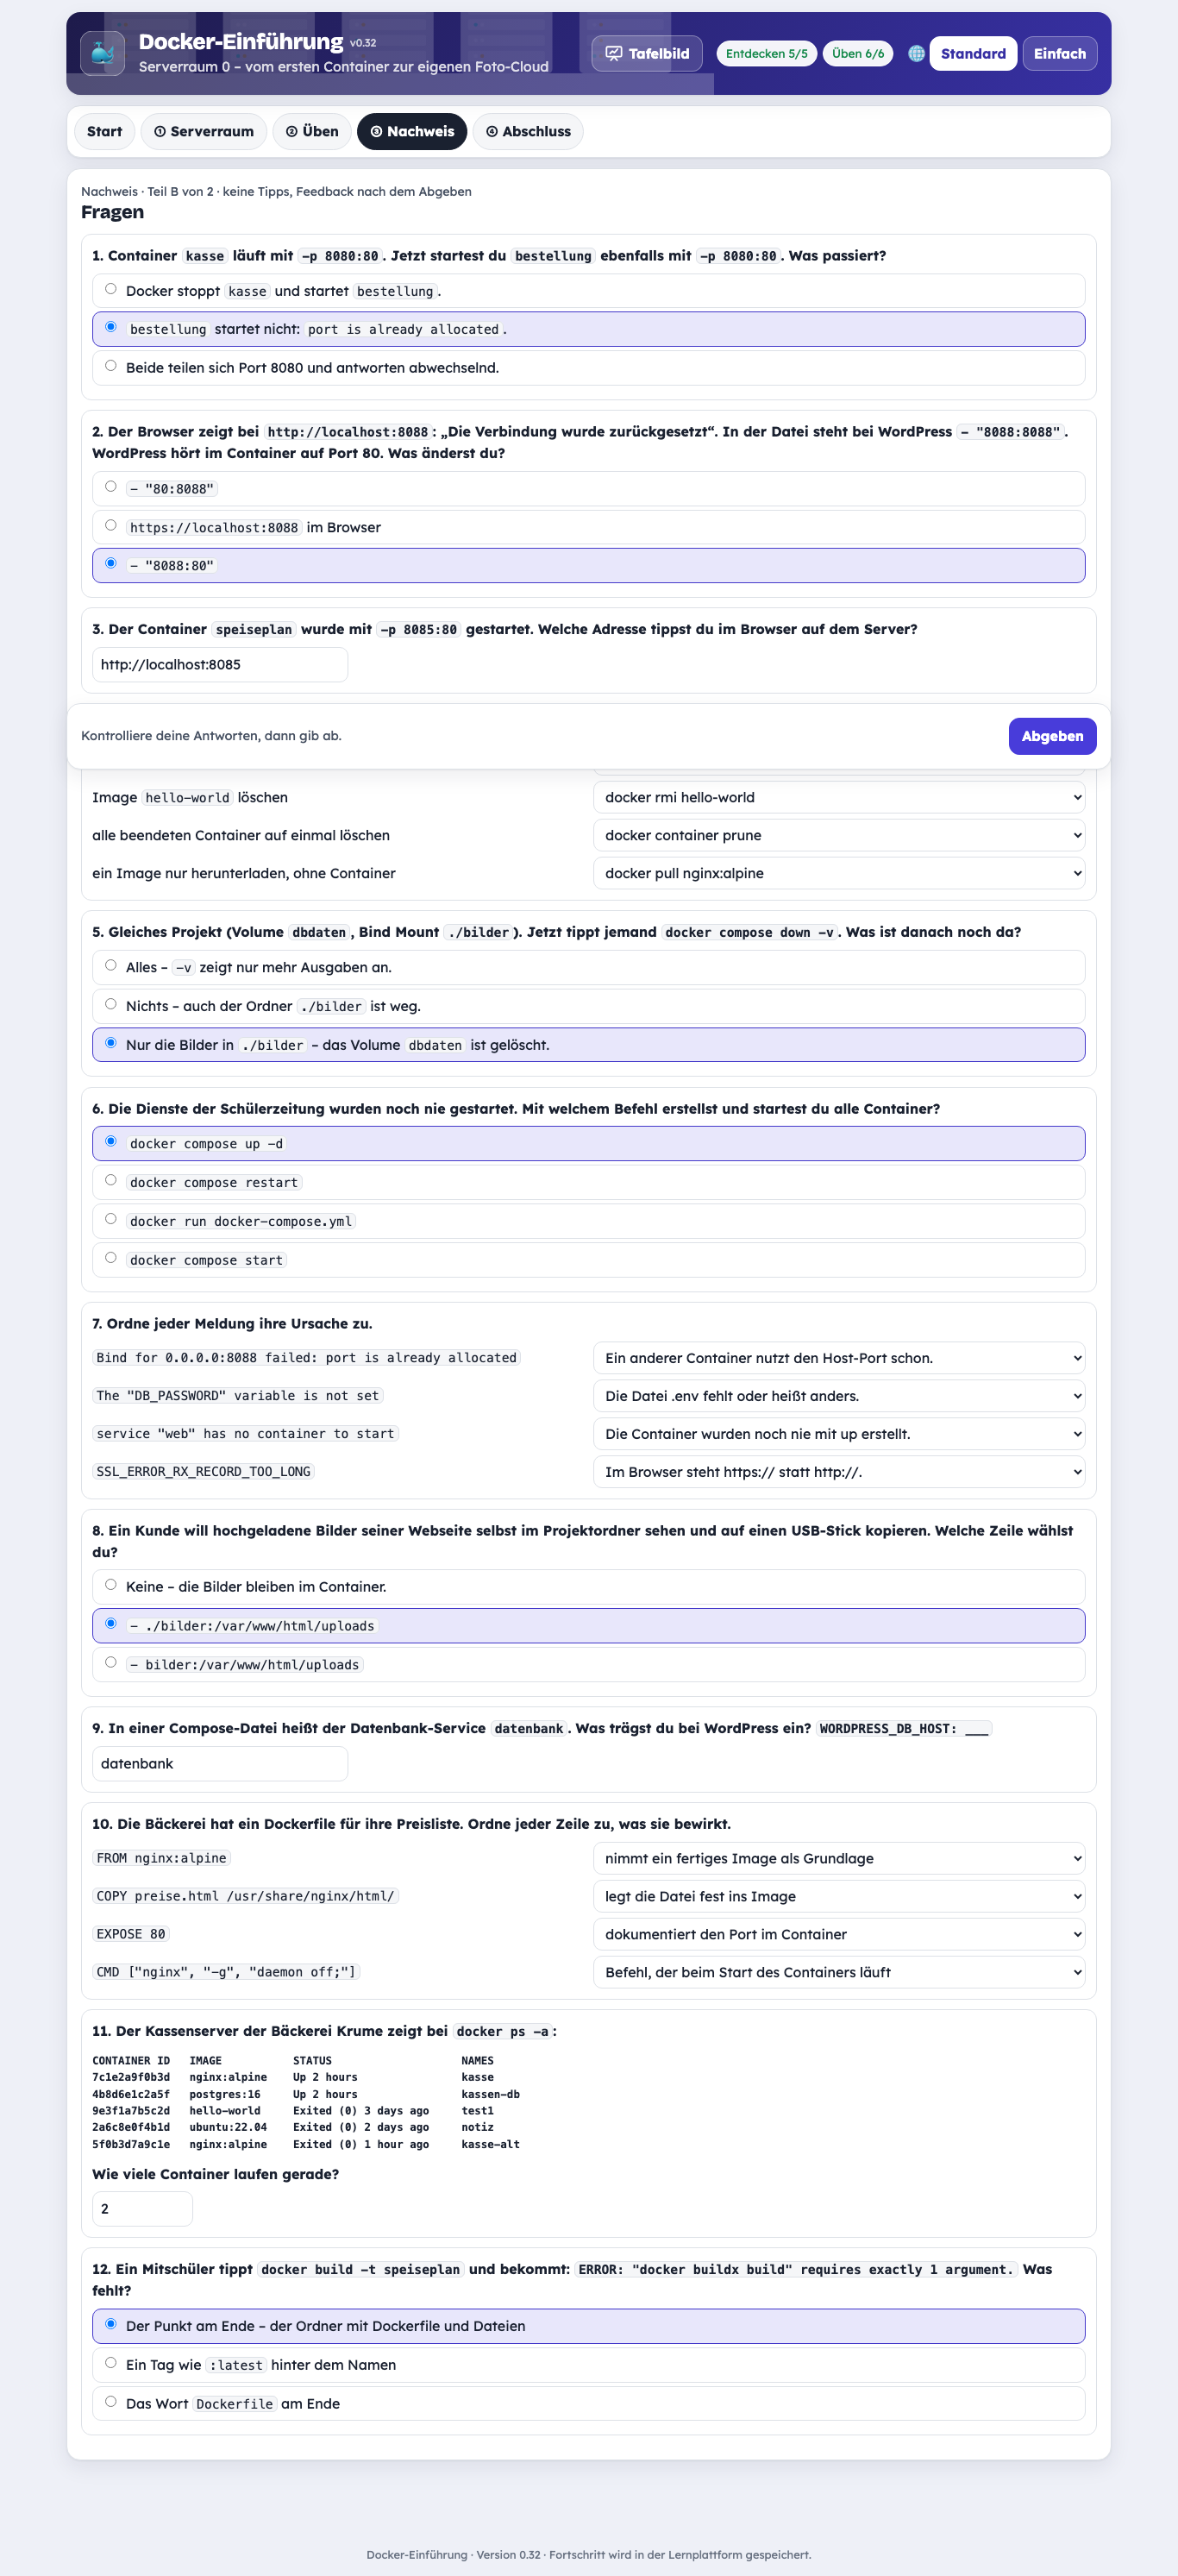 Docker-Einführung v0.32
Serverraum 0 – vom ersten Container zur eigenen Foto-Cloud
Tafelbild
Entdecken 5/5
Üben 6/6
Standard
Einfach
Start
① Serverraum
② Üben
③ Nachweis
④ Abschluss
Nachweis · Teil B von 2 · keine Tipps, Feedback nach dem Abgeben
Fragen
1. Container kasse läuft mit -p 8080:80. Jetzt startest du bestellung ebenfalls mit -p 8080:80. Was passiert?
Docker stoppt kasse und startet bestellung.
bestellung startet nicht: port is already allocated.
Beide teilen sich Port 8080 und antworten abwechselnd.
2. Der Browser zeigt bei http://localhost:8088: „Die Verbindung wurde zurückgesetzt“. In der Datei steht bei WordPress - "8088:8088".
WordPress hört im Container auf Port 80. Was änderst du?
- "80:8088"
https://localhost:8088 im Browser
- "8088:80"
3. Der Container speiseplan wurde mit -p 8085:80 gestartet. Welche Adresse tippst du im Browser auf dem Server?
http://localhost:8085
Kontrolliere deine Antworten, dann gib ab.
Abgeben
Image hello-world löschen
docker rmi hello-world
alle beendeten Container auf einmal löschen
docker container prune
ein Image nur herunterladen, ohne Container
docker pull nginx:alpine
5. Gleiches Projekt (Volume dbdaten, Bind Mount ./bilder). Jetzt tippt jemand docker compose down -v. Was ist danach noch da?
Alles – -v zeigt nur mehr Ausgaben an.
Nichts – auch der Ordner ./bilder ist weg.
Nur die Bilder in ./bilder – das Volume dbdaten ist gelöscht.
6. Die Dienste der Schülerzeitung wurden noch nie gestartet. Mit welchem Befehl erstellst und startest du alle Container?
docker compose up -d
docker compose restart
docker run docker-compose.yml
docker compose start
7. Ordne jeder Meldung ihre Ursache zu.
Bind for 0.0.0.0:8088 failed: port is already allocated
Ein anderer Container nutzt den Host-Port schon.
The "DB_PASSWORD" variable is not set
Die Datei .env fehlt oder heißt anders.
service "web" has no container to start
Die Container wurden noch nie mit up erstellt.
SSL_ERROR_RX_RECORD_TOO_LONG
Im Browser steht https:// statt http://.
8. Ein Kunde will hochgeladene Bilder seiner Webseite selbst im Projektordner sehen und auf einen USB-Stick kopieren. Welche Zeile wählst
du?
Keine – die Bilder bleiben im Container.
- ./bilder:/var/www/html/uploads
- bilder:/var/www/html/uploads
9. In einer Compose-Datei heißt der Datenbank-Service datenbank. Was trägst du bei WordPress ein? WORDPRESS_DB_HOST: ___
datenbank
10. Die Bäckerei hat ein Dockerfile für ihre Preisliste. Ordne jeder Zeile zu, was sie bewirkt.
FROM nginx:alpine
nimmt ein fertiges Image als Grundlage
COPY preise.html /usr/share/nginx/html/
legt die Datei fest ins Image
EXPOSE 80
dokumentiert den Port im Container
CMD ["nginx", "-g", "daemon off;"]
Befehl, der beim Start des Containers läuft
11. Der Kassenserver der Bäckerei Krume zeigt bei docker ps -a:
CONTAINER ID IMAGE STATUS NAMES
7c1e2a9f0b3d nginx:alpine Up 2 hours kasse
4b8d6e1c2a5f postgres:16 Up 2 hours kassen-db
9e3f1a7b5c2d hello-world Exited (0) 3 days ago test1
2a6c8e0f4b1d ubuntu:22.04 Exited (0) 2 days ago notiz
5f0b3d7a9c1e nginx:alpine Exited (0) 1 hour ago kasse-alt
Wie viele Container laufen gerade?
2
12. Ein Mitschüler tippt docker build -t speiseplan und bekommt: ERROR: "docker buildx build" requires exactly 1 argument. Was
fehlt?
Der Punkt am Ende – der Ordner mit Dockerfile und Dateien
Ein Tag wie :latest hinter dem Namen
Das Wort Dockerfile am Ende
Docker-Einführung · Version 0.32 · Fortschritt wird in der Lernplattform gespeichert.